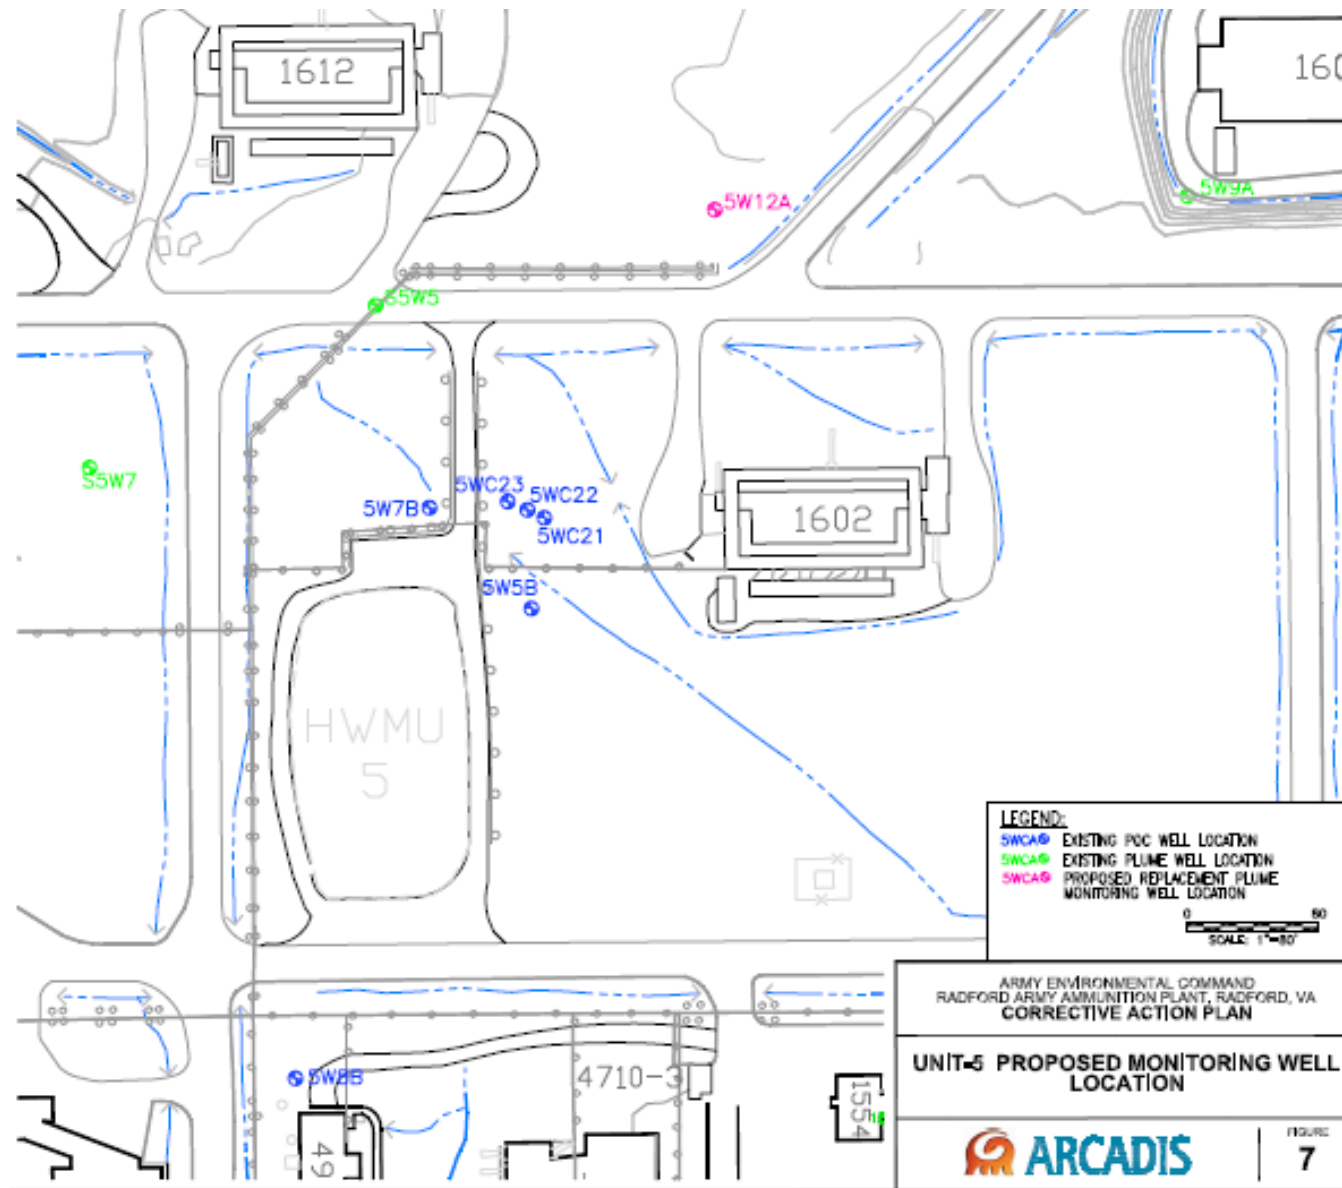 1612
160
5W12A
5W9A
S5W5
S5W7
5WC23
5WC22
5W7B
5WC21
1602
5W5B
HWMU
5
LEGEND:
5WCA EXISTING POC WELL LOCATION
5WCA EXISTING PLUME WELL LOCATION
5WCA PROPOSED REPLACEMENT PLUME
MONITORING WELL LOCATION
0 80
SCALE: 1"=80'
ARMY ENVIRONMENTAL COMMAND
RADFORD ARMY AMMUNITION PLANT, RADFORD, VA
CORRECTIVE ACTION PLAN
UNIT-5 PROPOSED MONITORING WELL
LOCATION
ARCADIS
FIGURE
7
5W8B
4710-3
1554
49